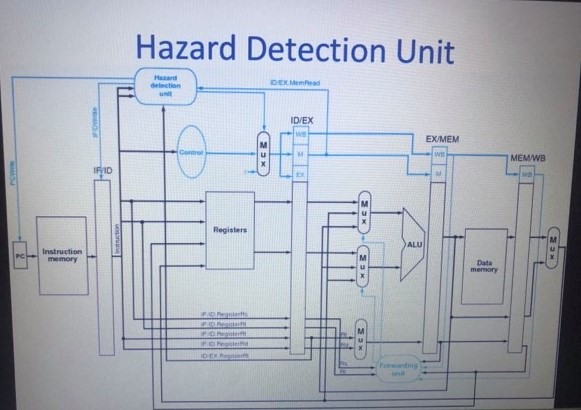 Hazard Detection Unit
Hazard
detection
unit
ID/EX.MemRead
IF/DWrite
PCWrite
ID/EX
WB
M
EX
Control
M
u
x
0
EX/MEM
WB
M
MEM/WB
WB
IF/ID
PC
Instruction
memory
Instruction
Registers
M
u
x
M
u
x
ALU
Data
memory
M
u
x
IF/ID.RegisterRs
IF/ID.RegisterRt
IF/ID.RegisterRt
IF/ID.RegisterRd
ID/EX.RegisterRt
Rt
Rd
M
u
x
Rs
Rt
Forwarding
unit